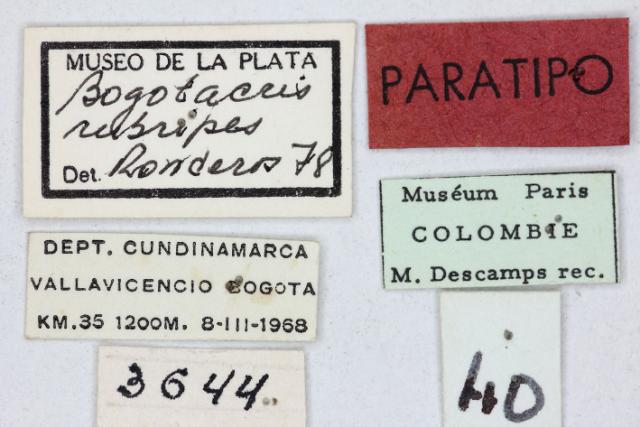 MUSEO DE LA PLATA
Bogotacris
rubripes
Det. Ronderos 78
PARATIPO
Muséum Paris
COLOMBIE
M. Descamps rec.
DEPT. CUNDINAMARCA
VALLAVICENCIO BOGOTA
KM.35 1200M. 8-III-1968
3644
40